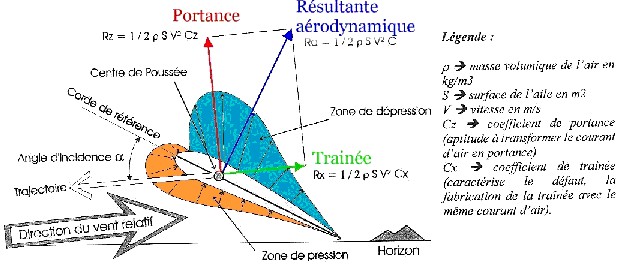 Portance
Rz = 1/2 ρ S V² Cz
Résultante
aérodynamique
Ra = 1/2 ρ S V² C
Centre de Poussée
Corde de référence
Zone de dépression
Angle d'Incidence α
Trainée
Rx = 1/2 ρ S V² Cx
Trajectoire
Direction du vent relatif
Zone de pression
Horizon
Légende :
ρ → masse volumique de l'air en
kg/m3
S → surface de l'aile en m2
V → vitesse en m/s
Cz → coefficient de portance
(aptitude à transformer le courant
d'air en portance)
Cx → coefficient de trainée
(caractérise le défaut, la
fabrication de la trainée avec le
même courant d'air).